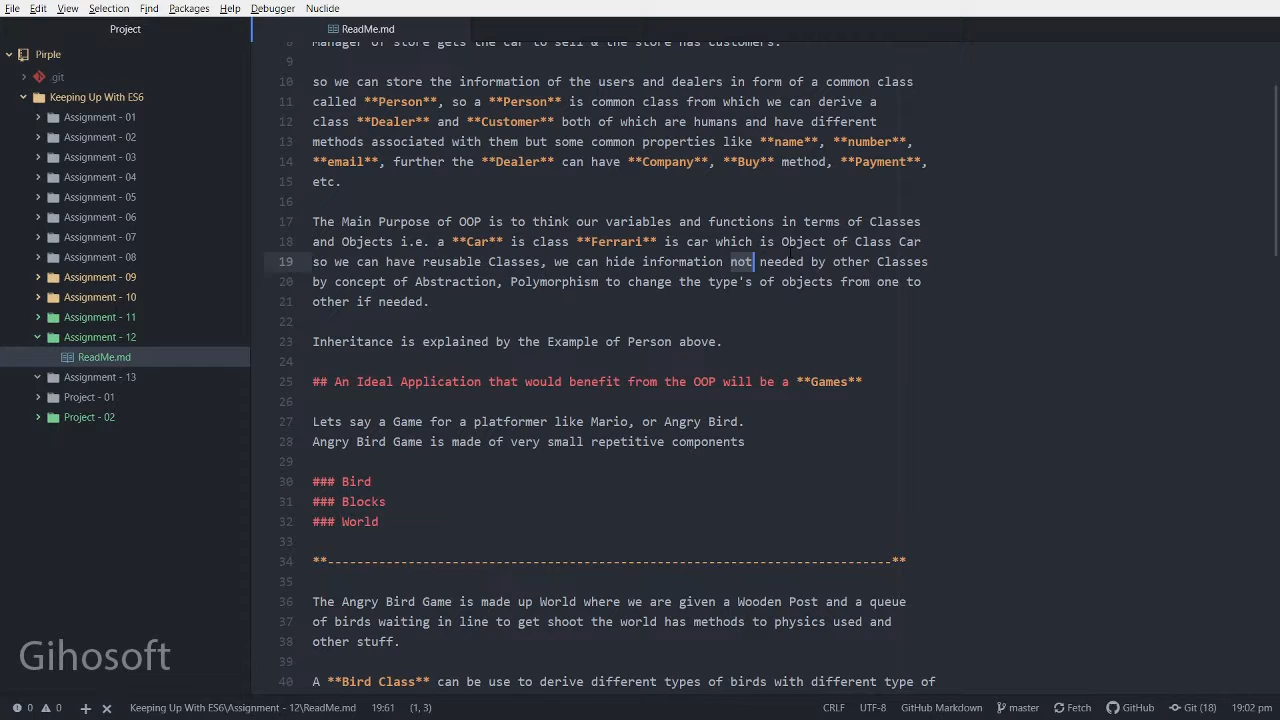 File Edit View Selection Find Packages Help Debugger Nuclide
Project
ReadMe.md
Pirple
.git
Keeping Up With ES6
Assignment - 01
Assignment - 02
Assignment - 03
Assignment - 04
Assignment - 05
Assignment - 06
Assignment - 07
Assignment - 08
Assignment - 09
Assignment - 10
Assignment - 11
Assignment - 12
ReadMe.md
Assignment - 13
Project - 01
Project - 02
8 Manager of store gets the car to sell & the store has customers.
9
10 so we can store the information of the users and dealers in form of a common class
11 called **Person**, so a **Person** is common class from which we can derive a
12 class **Dealer** and **Customer** both of which are humans and have different
13 methods associated with them but some common properties like **name**, **number**,
14 **email**, further the **Dealer** can have **Company**, **Buy** method, **Payment**,
15 etc.
16
17 The Main Purpose of OOP is to think our variables and functions in terms of Classes
18 and Objects i.e. a **Car** is class **Ferrari** is car which is Object of Class Car
19 so we can have reusable Classes, we can hide information not needed by other Classes
20 by concept of Abstraction, Polymorphism to change the type's of objects from one to
21 other if needed.
22
23 Inheritance is explained by the Example of Person above.
24
25 ## An Ideal Application that would benefit from the OOP will be a **Games**
26
27 Lets say a Game for a platformer like Mario, or Angry Bird.
28 Angry Bird Game is made of very small repetitive components
29
30 ### Bird
31 ### Blocks
32 ### World
33
34 **-----------------------------------------------------------------------------**
35
36 The Angry Bird Game is made up World where we are given a Wooden Post and a queue
37 of birds waiting in line to get shoot the world has methods to physics used and
38 other stuff.
39
40 A **Bird Class** can be use to derive different types of birds with different type of
Gihosoft
0 0 Keeping Up With ES6\Assignment - 12\ReadMe.md 19:61 (1, 3) CRLF UTF-8 GitHub Markdown master Fetch GitHub Git (18) 19:02 pm